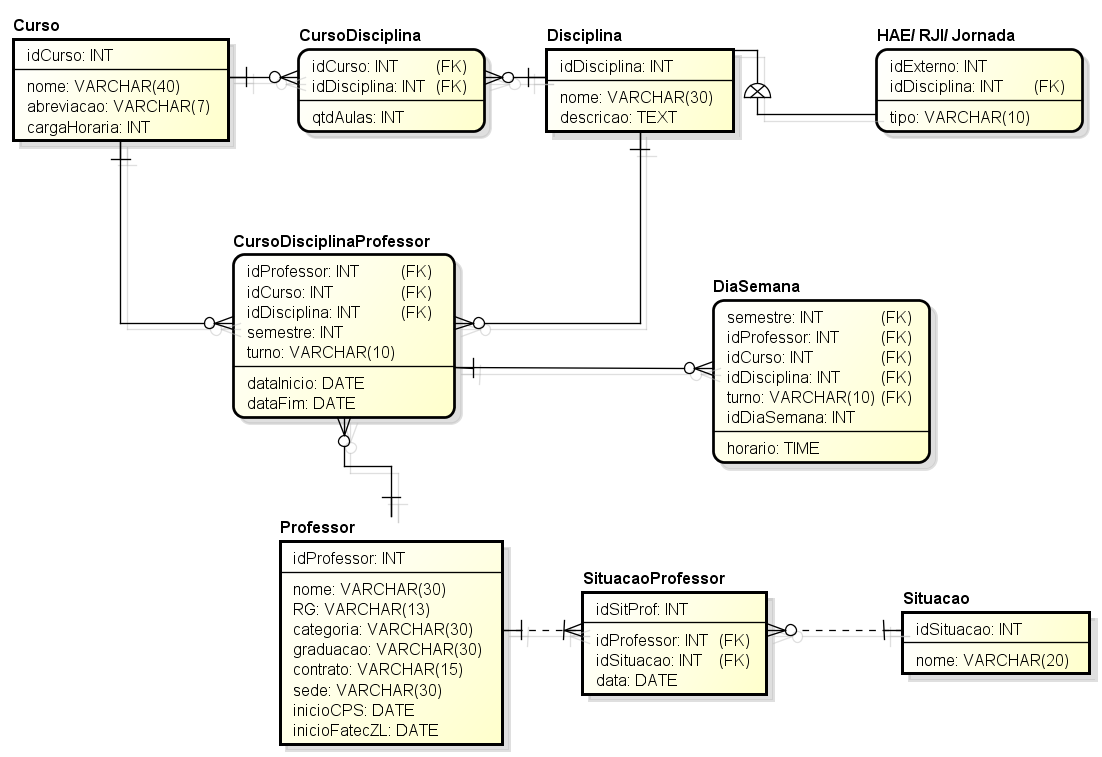 Curso
idCurso: INT
nome: VARCHAR(40)
abreviacao: VARCHAR(7)
cargaHoraria: INT
CursoDisciplina
idCurso: INT (FK)
idDisciplina: INT (FK)
qtdAulas: INT
Disciplina
idDisciplina: INT
nome: VARCHAR(30)
descricao: TEXT
HAE/ RJI/ Jornada
idExterno: INT
idDisciplina: INT (FK)
tipo: VARCHAR(10)
CursoDisciplinaProfessor
idProfessor: INT (FK)
idCurso: INT (FK)
idDisciplina: INT (FK)
semestre: INT
turno: VARCHAR(10)
dataInicio: DATE
dataFim: DATE
DiaSemana
semestre: INT (FK)
idProfessor: INT (FK)
idCurso: INT (FK)
idDisciplina: INT (FK)
turno: VARCHAR(10) (FK)
idDiaSemana: INT
horario: TIME
Professor
idProfessor: INT
nome: VARCHAR(30)
RG: VARCHAR(13)
categoria: VARCHAR(30)
graduacao: VARCHAR(30)
contrato: VARCHAR(15)
sede: VARCHAR(30)
inicioCPS: DATE
inicioFatecZL: DATE
SituacaoProfessor
idSitProf: INT
idProfessor: INT (FK)
idSituacao: INT (FK)
data: DATE
Situacao
idSituacao: INT
nome: VARCHAR(20)